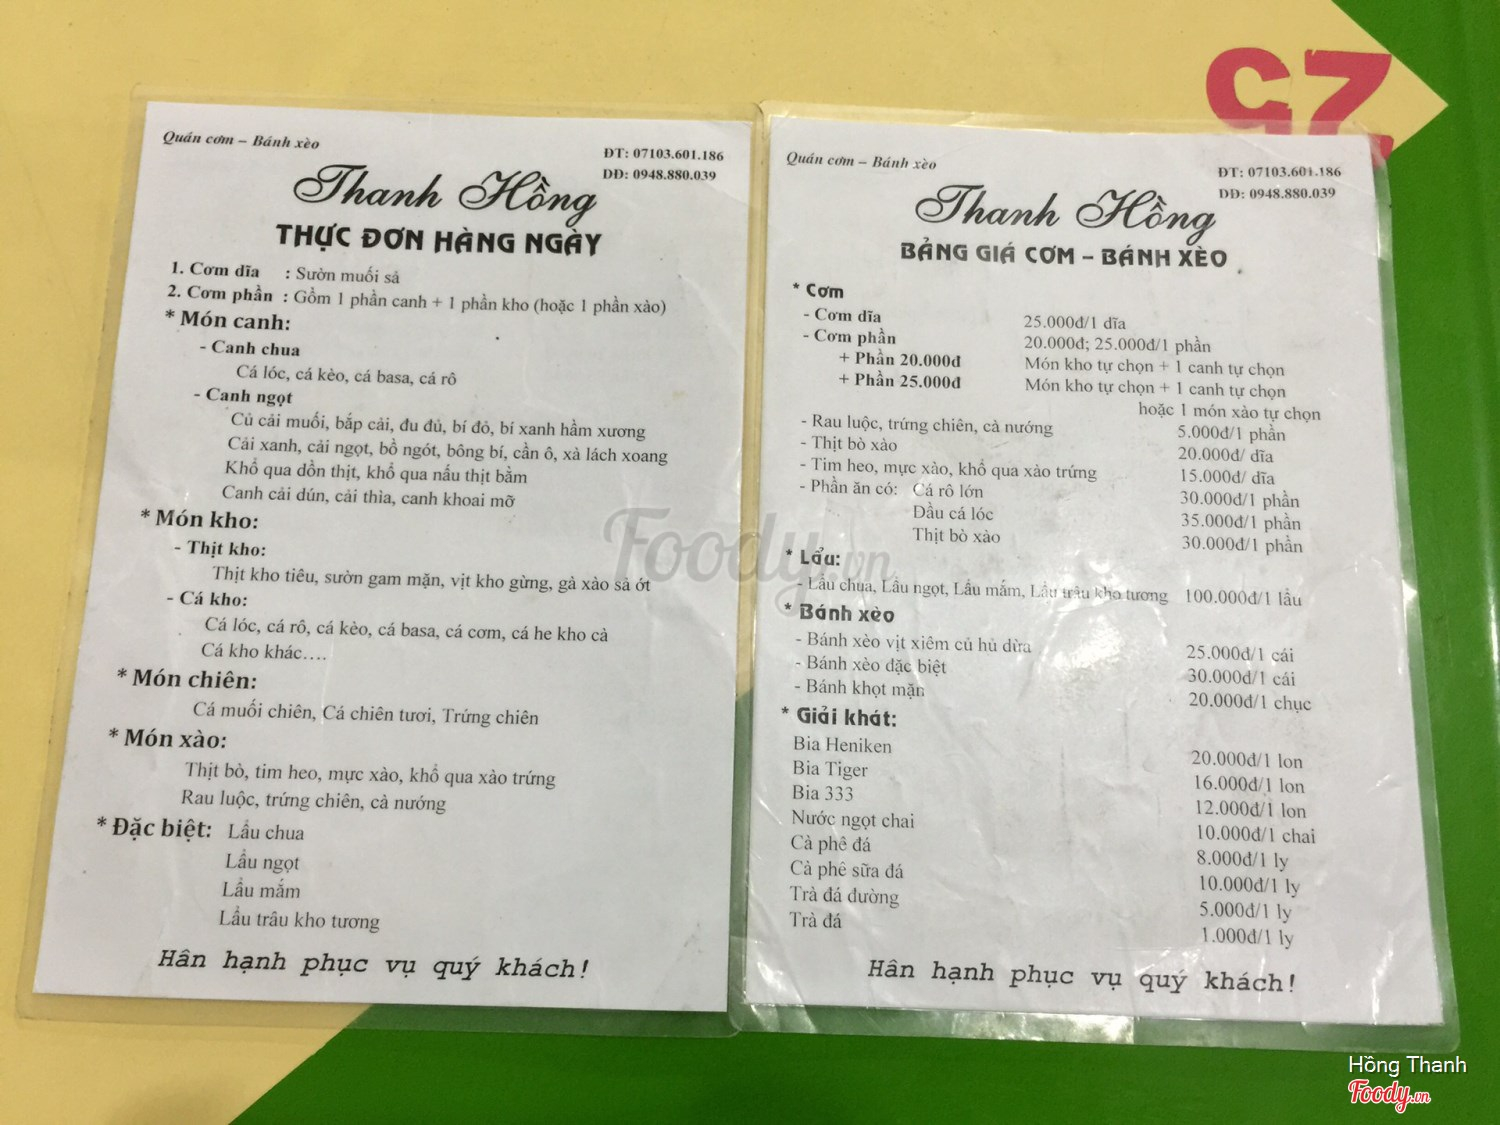 Quán cơm – Bánh xèo
ĐT: 07103.601.186
DĐ: 0948.880.039
Thanh Hồng
THỰC ĐƠN HÀNG NGÀY
1. Cơm dĩa : Sườn muối sả
2. Cơm phần : Gồm 1 phần canh + 1 phần kho (hoặc 1 phần xào)
* Món canh:
- Canh chua
Cá lóc, cá kèo, cá basa, cá rô
- Canh ngọt
Củ cải muối, bắp cải, đu đủ, bí đỏ, bí xanh hầm xương
Cải xanh, cải ngọt, bồ ngót, bông bí, cần ô, xà lách xoang
Khổ qua dồn thịt, khổ qua nấu thịt bằm
Canh cải dún, cải thìa, canh khoai mỡ
* Món kho:
- Thịt kho:
Thịt kho tiêu, sườn gam mặn, vịt kho gừng, gà xào sả ớt
- Cá kho:
Cá lóc, cá rô, cá kèo, cá basa, cá cơm, cá he kho cà
Cá kho khác....
* Món chiên:
Cá muối chiên, Cá chiên tươi, Trứng chiên
* Món xào:
Thịt bò, tim heo, mực xào, khổ qua xào trứng
Rau luộc, trứng chiên, cà nướng
* Đặc biệt: Lẩu chua
Lẩu ngọt
Lẩu mắm
Lẩu trâu kho tương
Hân hạnh phục vụ quý khách!
25
Quán cơm – Bánh xèo
ĐT: 07103.601.186
DĐ: 0948.880.039
Thanh Hồng
BẢNG GIÁ CƠM – BÁNH XÈO
* Cơm
- Cơm dĩa 25.000đ/1 dĩa
- Cơm phần 20.000đ; 25.000đ/1 phần
+ Phần 20.000đ Món kho tự chọn + 1 canh tự chọn
+ Phần 25.000đ Món kho tự chọn + 1 canh tự chọn
hoặc 1 món xào tự chọn
- Rau luộc, trứng chiên, cà nướng 5.000đ/1 phần
- Thịt bò xào 20.000đ/ dĩa
- Tim heo, mực xào, khổ qua xào trứng 15.000đ/ dĩa
- Phần ăn có: Cá rô lớn 30.000đ/1 phần
Đầu cá lóc 35.000đ/1 phần
Thịt bò xào 30.000đ/1 phần
* Lẩu:
- Lẩu chua, Lẩu ngọt, Lẩu mắm, Lẩu trâu kho tương 100.000đ/1 lẩu
* Bánh xèo
- Bánh xèo vịt xiêm củ hủ dừa 25.000đ/1 cái
- Bánh xèo đặc biệt 30.000đ/1 cái
- Bánh khọt mặn 20.000đ/1 chục
* Giải khát:
Bia Heniken 20.000đ/1 lon
Bia Tiger 16.000đ/1 lon
Bia 333 12.000đ/1 lon
Nước ngọt chai 10.000đ/1 chai
Cà phê đá 8.000đ/1 ly
Cà phê sữa đá 10.000đ/1 ly
Trà đá đường 5.000đ/1 ly
Trà đá 1.000đ/1 ly
Hân hạnh phục vụ quý khách!
Foody.vn
Hồng Thanh
Foody.vn